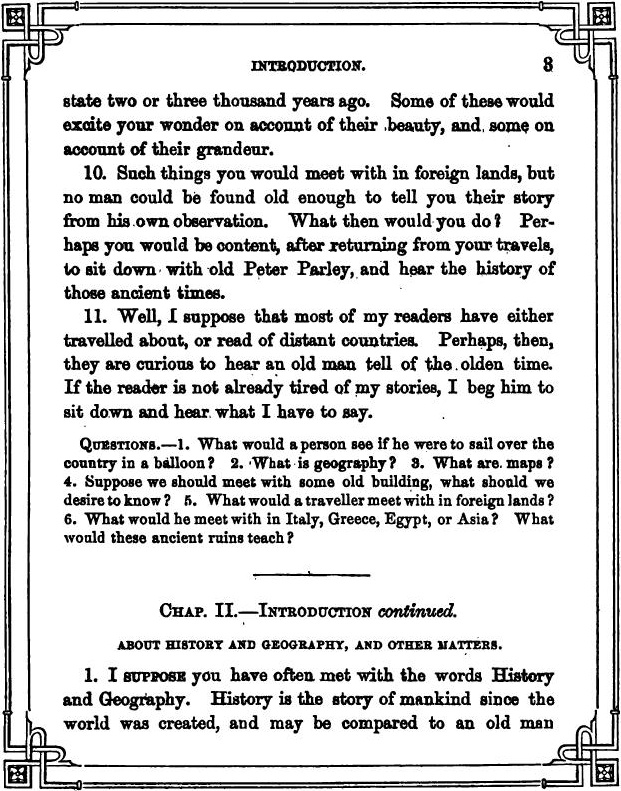 INTRODUCTION. 3
state two or three thousand years ago. Some of these would
excite your wonder on account of their beauty, and some on
account of their grandeur.
10. Such things you would meet with in foreign lands, but
no man could be found old enough to tell you their story
from his own observation. What then would you do? Per-
haps you would be content, after returning from your travels,
to sit down with old Peter Parley, and hear the history of
those ancient times.
11. Well, I suppose that most of my readers have either
travelled about, or read of distant countries. Perhaps, then,
they are curious to hear an old man tell of the olden time.
If the reader is not already tired of my stories, I beg him to
sit down and hear what I have to say.
QUESTIONS.—1. What would a person see if he were to sail over the
country in a balloon? 2. What is geography? 3. What are maps?
4. Suppose we should meet with some old building, what should we
desire to know? 5. What would a traveller meet with in foreign lands?
6. What would he meet with in Italy, Greece, Egypt, or Asia? What
would these ancient ruins teach?
CHAP. II.—INTRODUCTION continued.
ABOUT HISTORY AND GEOGRAPHY, AND OTHER MATTERS.
1. I SUPPOSE you have often met with the words History
and Geography. History is the story of mankind since the
world was created, and may be compared to an old man